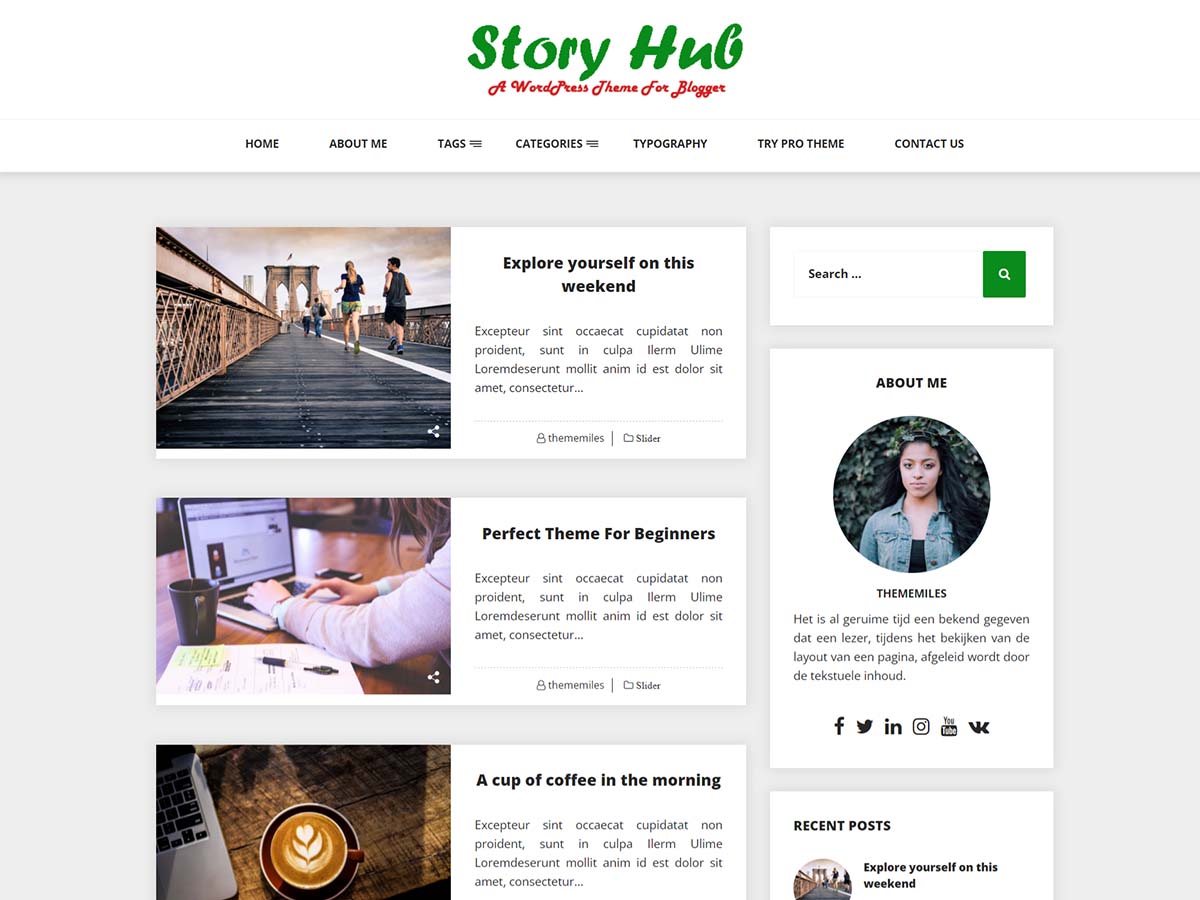 Story Hub
A WordPress Theme For Blogger
HOME
ABOUT ME
TAGS
CATEGORIES
TYPOGRAPHY
TRY PRO THEME
CONTACT US
Explore yourself on this
weekend
Excepteur sint occaecat cupidatat non
proident, sunt in culpa Ilerm Ulime
Loremdeserunt mollit anim id est dolor sit
amet, consectetur...
thememiles
Slider
Perfect Theme For Beginners
Excepteur sint occaecat cupidatat non
proident, sunt in culpa Ilerm Ulime
Loremdeserunt mollit anim id est dolor sit
amet, consectetur...
thememiles
Slider
A cup of coffee in the morning
Excepteur sint occaecat cupidatat non
proident, sunt in culpa Ilerm Ulime
Loremdeserunt mollit anim id est dolor sit
amet, consectetur...
Search ...
ABOUT ME
THEMEMILES
Het is al geruime tijd een bekend gegeven
dat een lezer, tijdens het bekijken van de
layout van een pagina, afgeleid wordt door
de tekstuele inhoud.
You
Tube
RECENT POSTS
Explore yourself on this
weekend